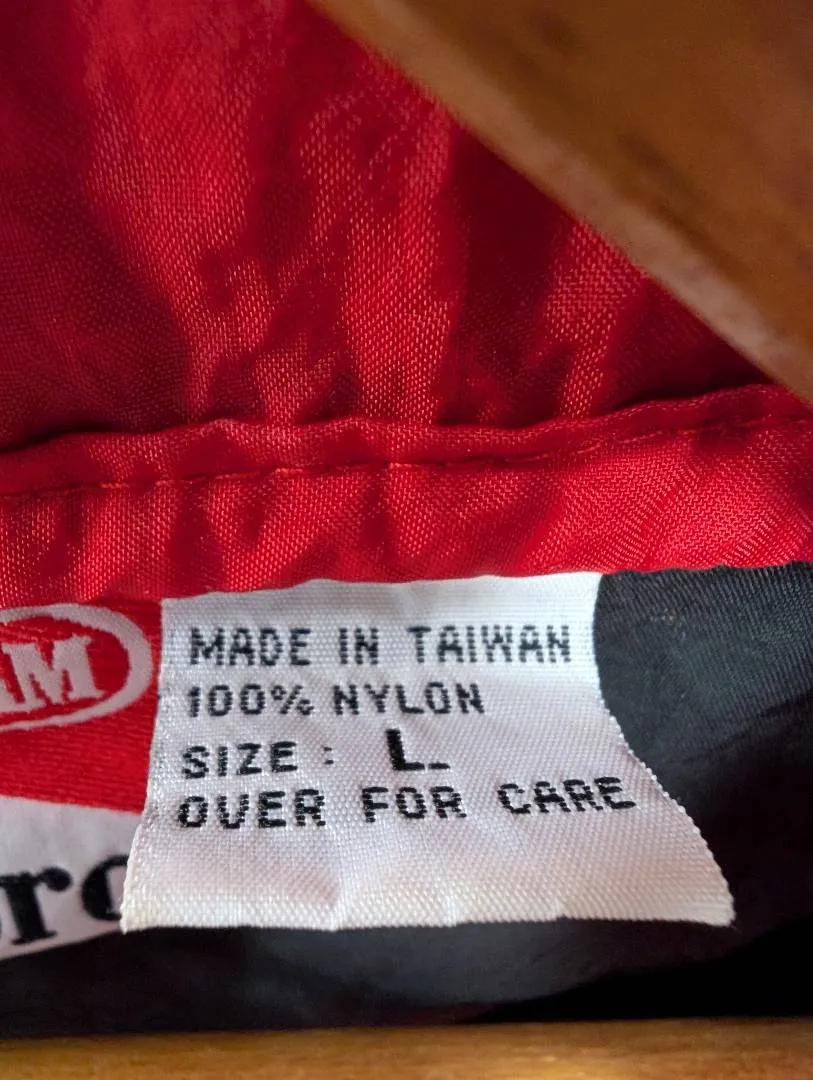 MADE IN TAIWAN
100% NYLON
SIZE : L
OVER FOR CARE